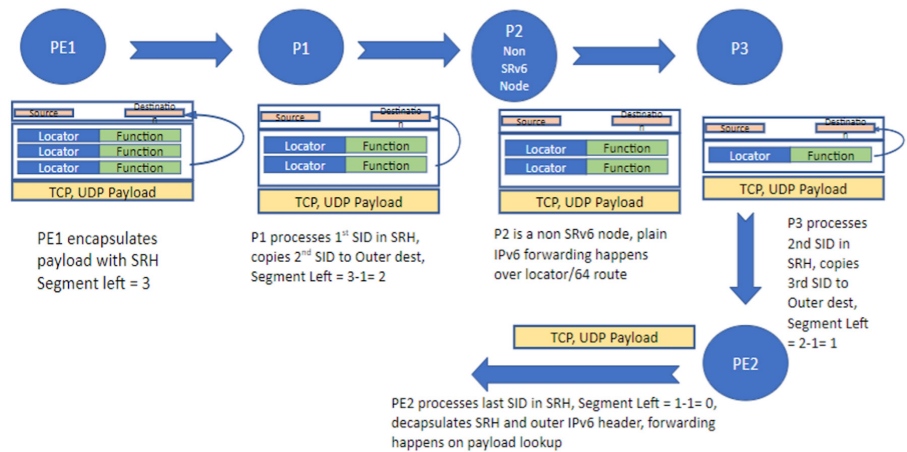 PE1
P1
P2
Non
SRv6
Node
P3
Source
Destinatio
n
Locator Function
Locator Function
Locator Function
TCP, UDP Payload
Source
Destinatio
n
Locator Function
Locator Function
TCP, UDP Payload
Source
Destinatio
n
Locator Function
Locator Function
TCP, UDP Payload
Source
Destinatio
n
Locator Function
TCP, UDP Payload
PE1 encapsulates
payload with SRH
Segment left = 3
P1 processes 1st SID in SRH,
copies 2nd SID to Outer dest,
Segment Left = 3-1= 2
P2 is a non SRv6 node, plain
IPv6 forwarding happens
over locator/64 route
P3 processes
2nd SID in
SRH, copies
3rd SID to
Outer dest,
Segment Left
= 2-1= 1
TCP, UDP Payload
PE2
PE2 processes last SID in SRH, Segment Left = 1-1= 0,
decapsulates SRH and outer IPv6 header, forwarding
happens on payload lookup